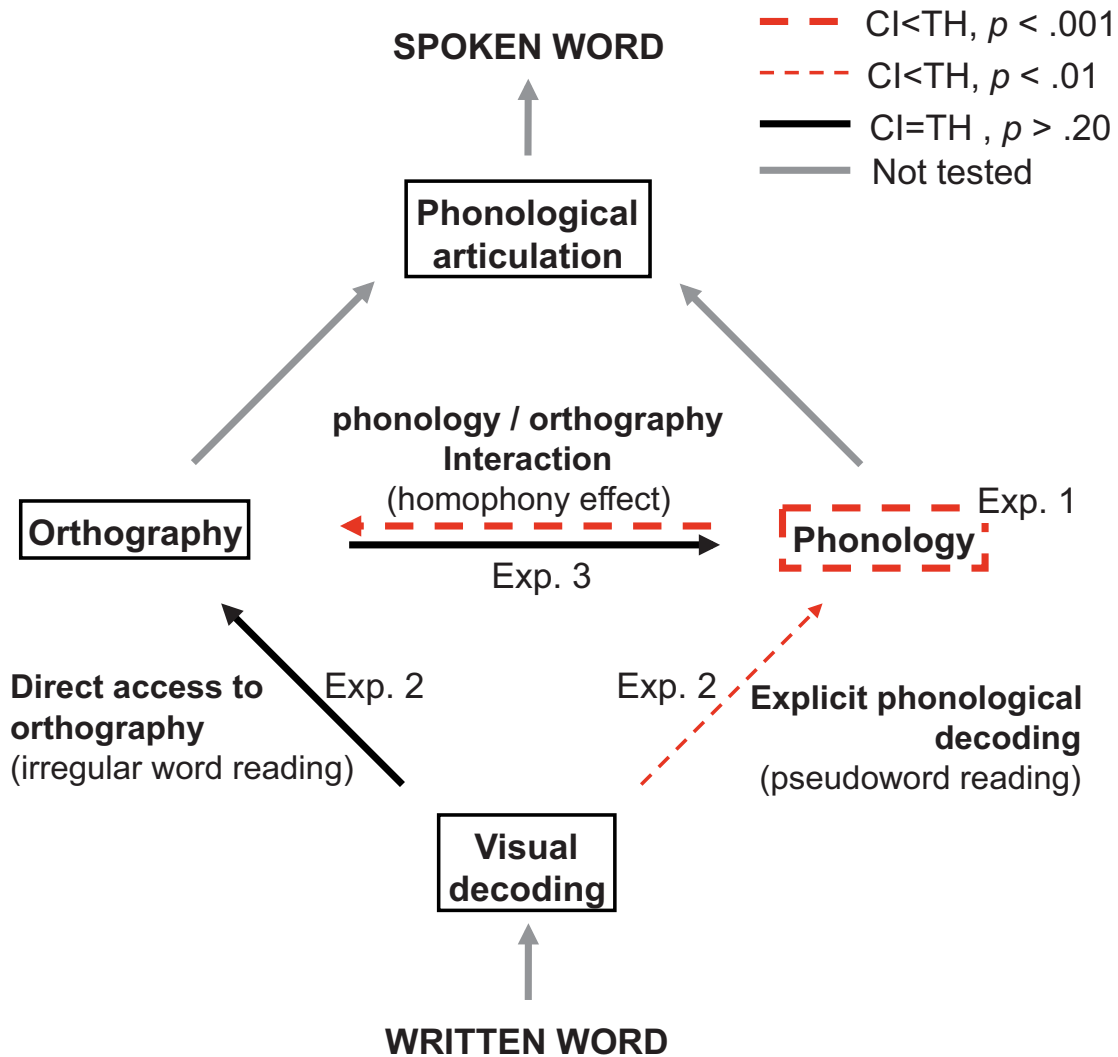 CI<TH, p < .001
CI<TH, p < .01
CI=TH , p > .20
Not tested
SPOKEN WORD
Phonological
articulation
phonology / orthography
Interaction
(homophony effect)
Orthography
Exp. 1
Phonology
Exp. 3
Direct access to
orthography
(irregular word reading)
Exp. 2
Exp. 2
Explicit phonological
decoding
(pseudoword reading)
Visual
decoding
WRITTEN WORD